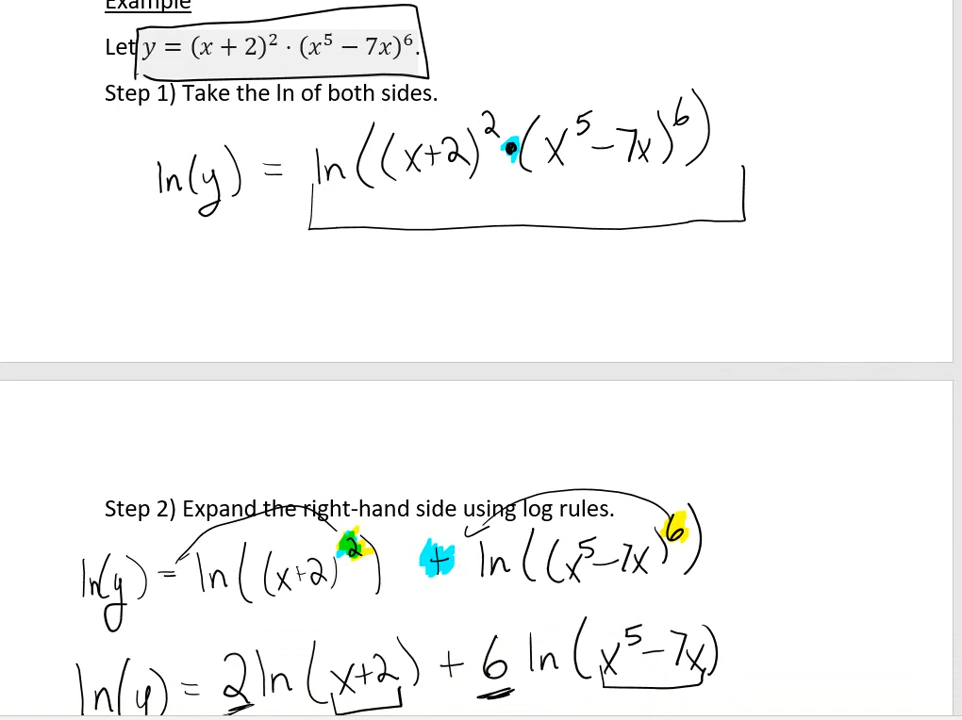 Example
Let y = (x + 2)² · (x⁵ − 7x)⁶.
Step 1) Take the ln of both sides.
ln(y) = ln((x+2)²•(x⁵−7x)⁶)
Step 2) Expand the right-hand side using log rules.
ln(y) = ln((x+2)²) + ln((x⁵−7x)⁶)
ln(y) = 2ln(x+2) + 6 ln(x⁵−7x)